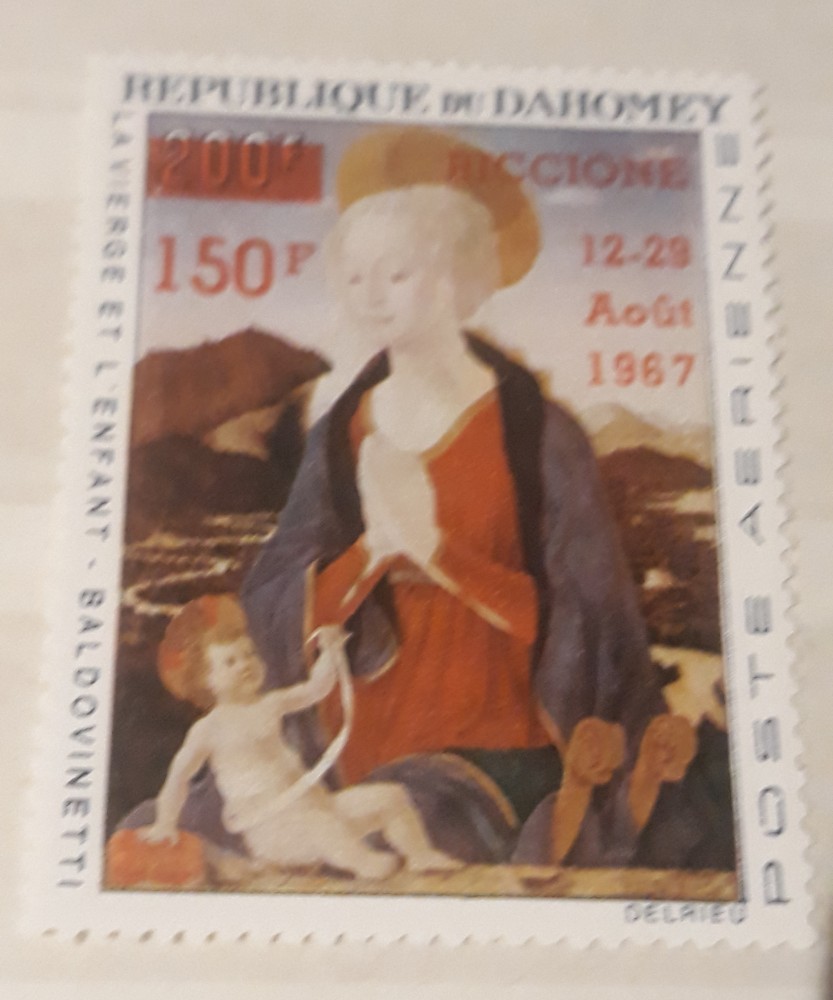 REPUBLIQUE DU DAHOMEY
200F
RICCIONE
150F
12-29
Août
1967
LA VIERGE ET L'ENFANT - BALDOVINETTI
POSTE AERIENNE
DELRIEU